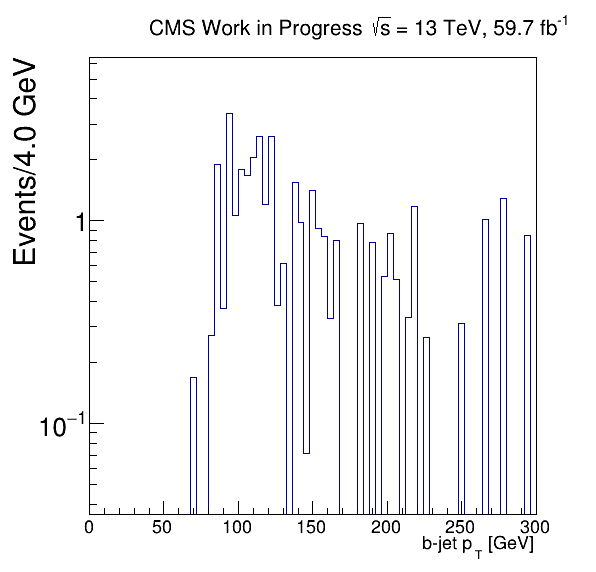 CMS Work in Progress √s = 13 TeV, 59.7 fb⁻¹
Events/4.0 GeV
1
10⁻¹
0 50 100 150 200 250 300
b-jet p_T [GeV]